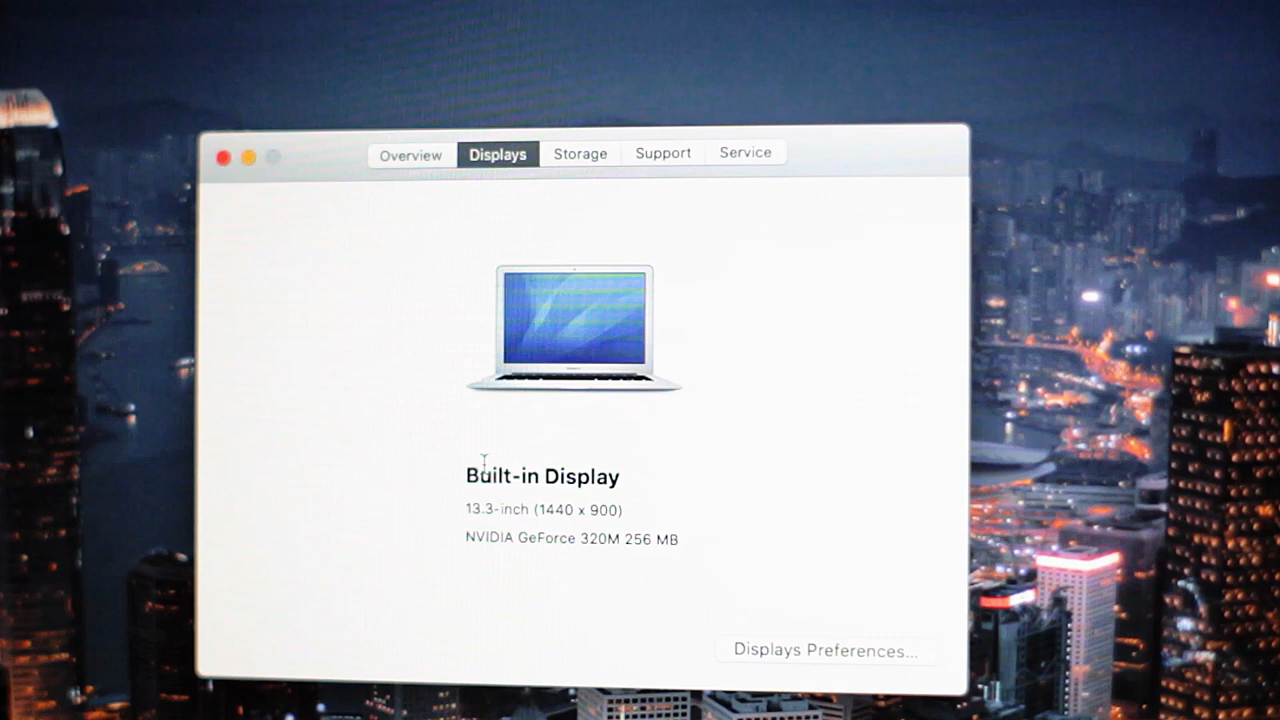 Overview Displays Storage Support Service
Built-in Display
13.3-inch (1440 x 900)
NVIDIA GeForce 320M 256 MB
Displays Preferences...